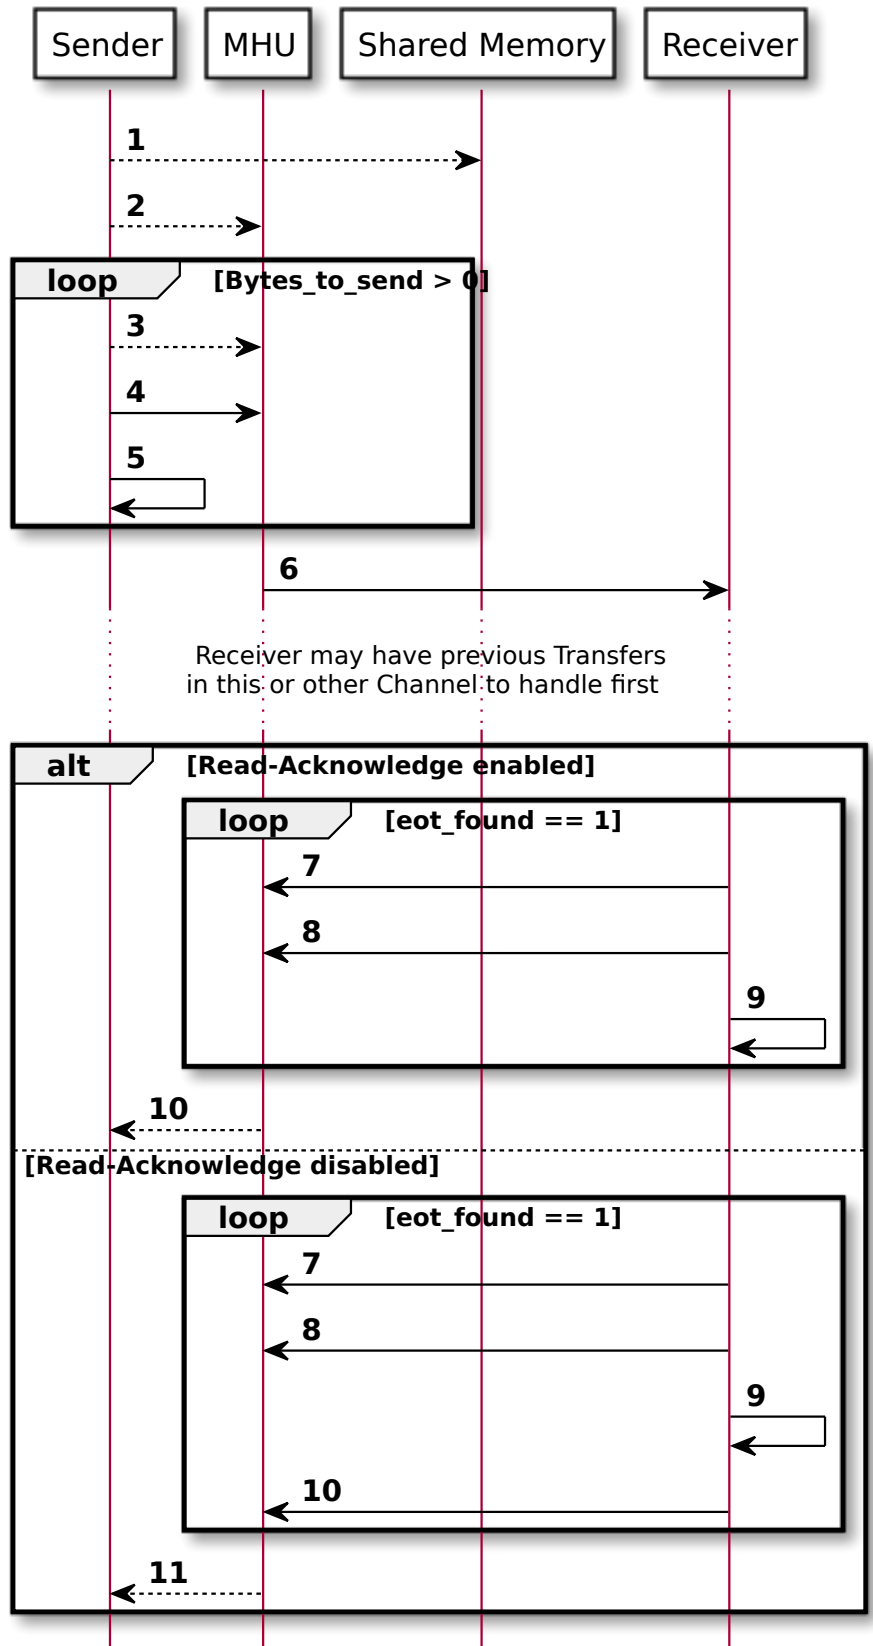 Sender MHU Shared Memory Receiver
1
2
loop [Bytes_to_send > 0]
3
4
5
6
Receiver may have previous Transfers
in this or other Channel to handle first
alt [Read-Acknowledge enabled]
loop [eot_found == 1]
7
8
9
10
[Read-Acknowledge disabled]
loop [eot_found == 1]
7
8
9
10
11